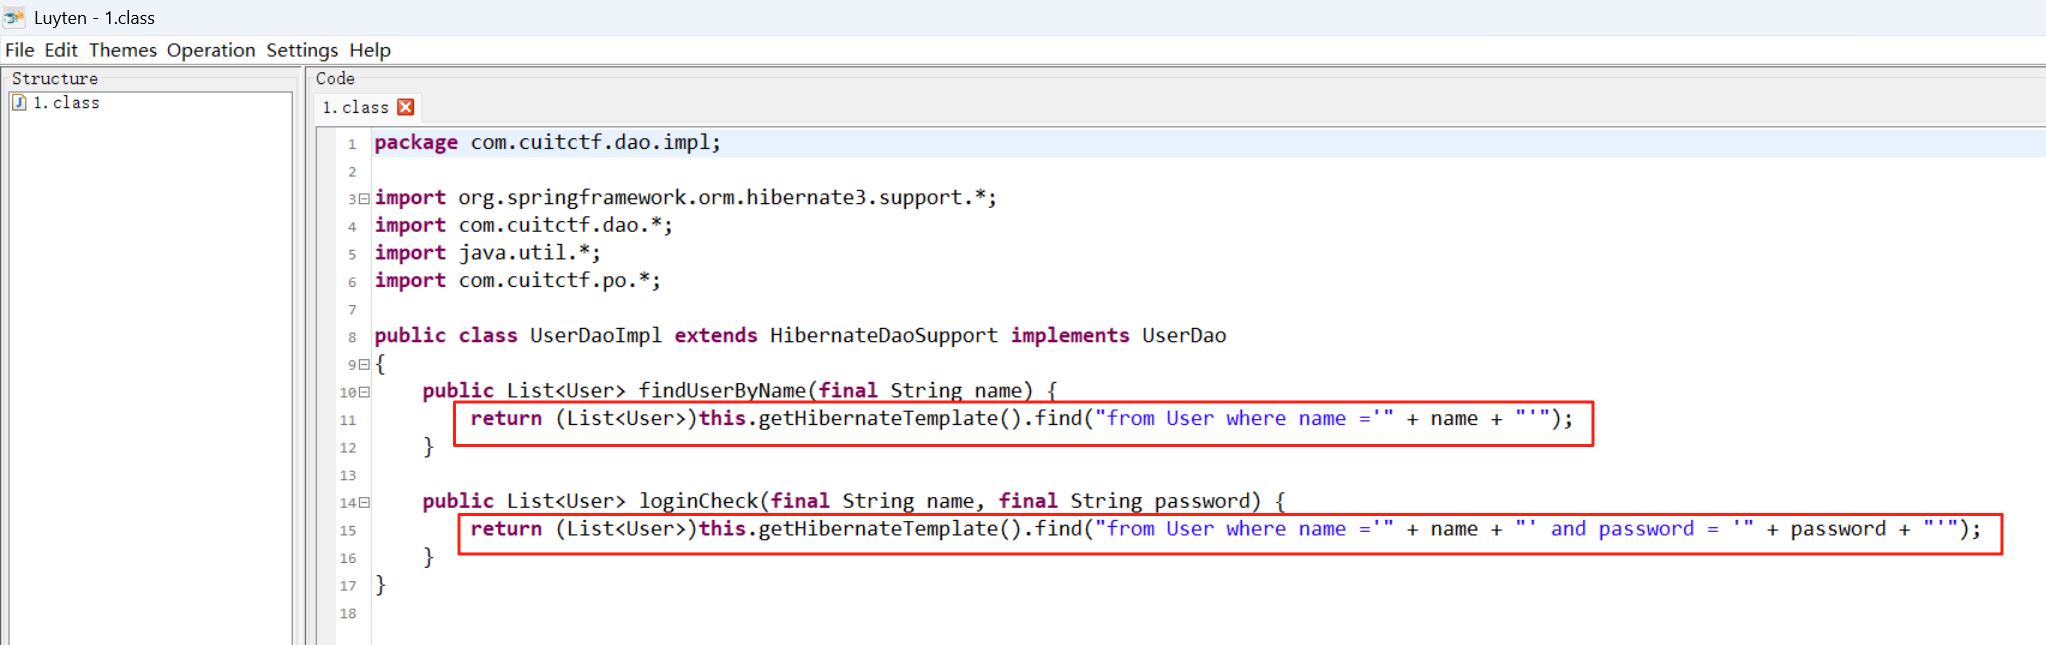 Luyten - 1.class
File Edit Themes Operation Settings Help
Structure
Code
1.class
1.class
1 package com.cuitctf.dao.impl;
2
3 import org.springframework.orm.hibernate3.support.*;
4 import com.cuitctf.dao.*;
5 import java.util.*;
6 import com.cuitctf.po.*;
7
8 public class UserDaoImpl extends HibernateDaoSupport implements UserDao
9 {
10 public List<User> findUserByName(final String name) {
11 return (List<User>)this.getHibernateTemplate().find("from User where name ='" + name + "'");
12 }
13
14 public List<User> loginCheck(final String name, final String password) {
15 return (List<User>)this.getHibernateTemplate().find("from User where name ='" + name + "' and password = '" + password + "'");
16 }
17 }
18